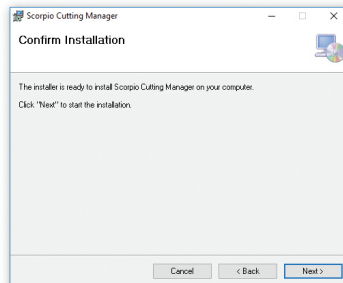 Scorpio Cutting Manager
Confirm Installation
The installer is ready to install Scorpio Cutting Manager on your computer.
Click "Next" to start the installation.
Cancel
< Back
Next >